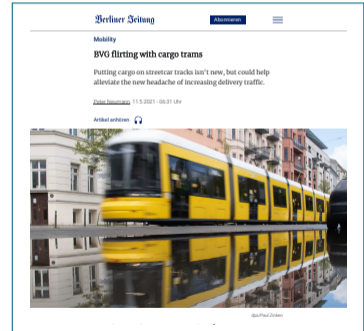 Berliner Zeitung
Abonnieren
Mobility
BVG flirting with cargo trams
Putting cargo on streetcar tracks isn't new, but could help
alleviate the new headache of increasing delivery traffic.
Peter Neumann, 11.5.2021 - 06:31 Uhr
Artikel anhören
dpa/Paul Zinken